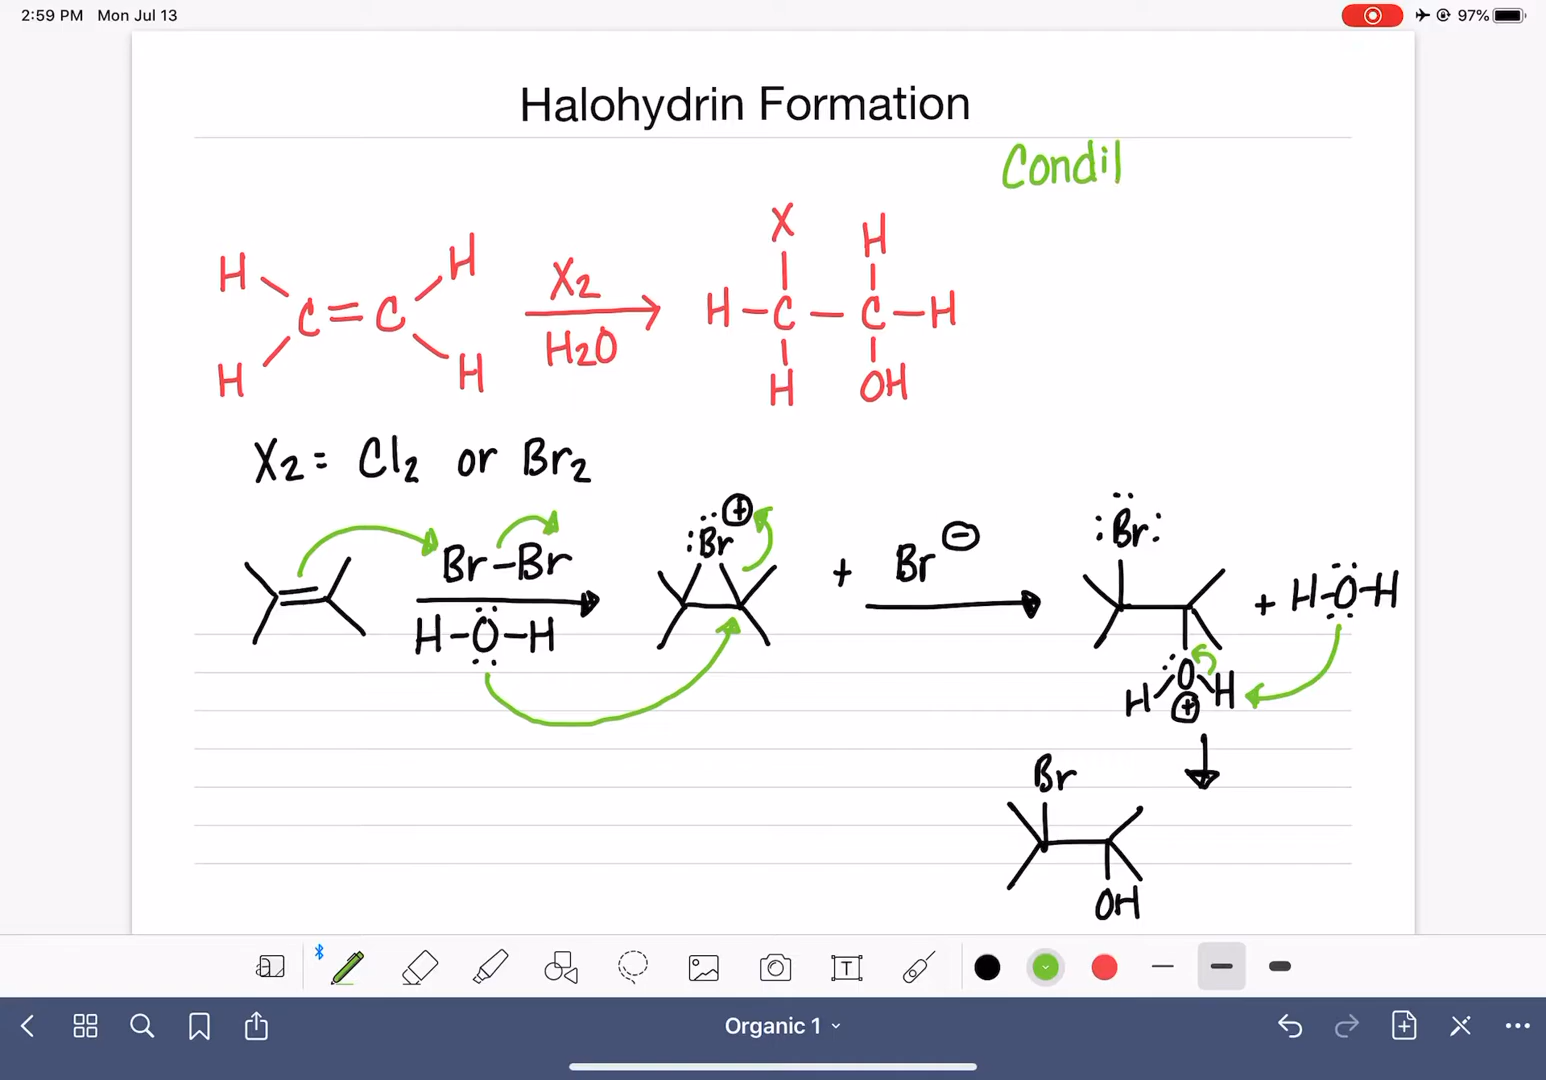 2:59 PM Mon Jul 13
97%
Halohydrin Formation
Condil
X H
H H X2
C=C H-C-C-H
H2O
H H H OH
X2= Cl2 or Br2
:Br + :Br:
Br-Br + Br - + H-O-H
H-O-H
O
H + H
Br
OH
T
Organic 1